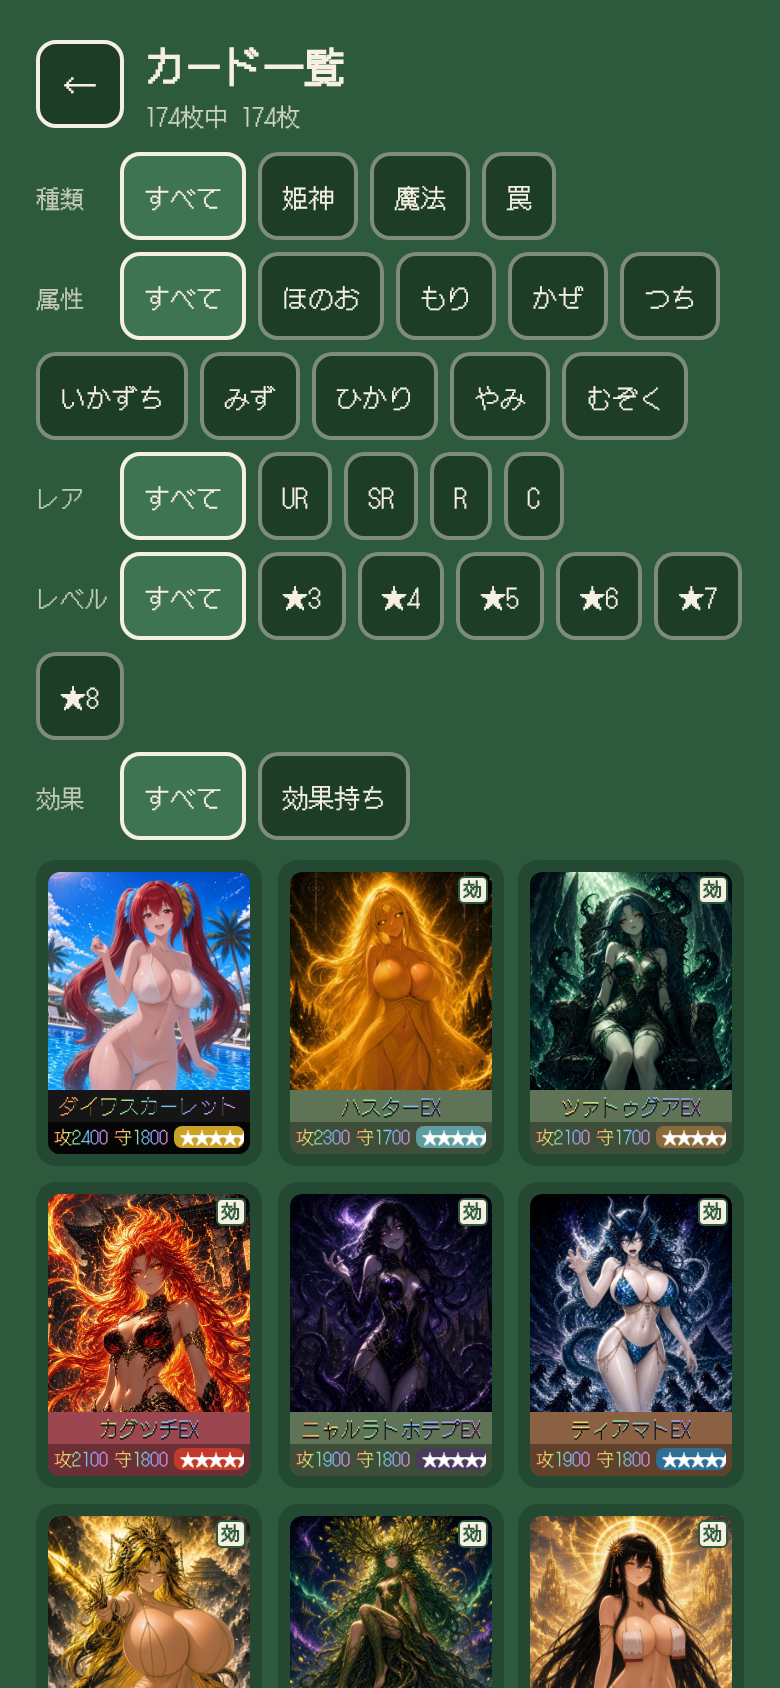 ←
カード一覧
174枚中 174枚
種類 すべて 姫神 魔法 罠
属性 すべて ほのお もり かぜ つち
いかずち みず ひかり やみ むぞく
レア すべて UR SR R C
レベル すべて ★3 ★4 ★5 ★6 ★7
★8
効果 すべて 効果持ち
効 効
ダイワスカーレット ハスターEX ツァトゥグアEX
攻2400 守1800 ★★★★★ 攻2300 守1700 ★★★★★ 攻2100 守1700 ★★★★★
効 効 効
カグツチEX ニャルラトホテプEX ティアマトEX
攻2100 守1800 ★★★★★ 攻1900 守1800 ★★★★★ 攻1900 守1800 ★★★★★
効 効 効